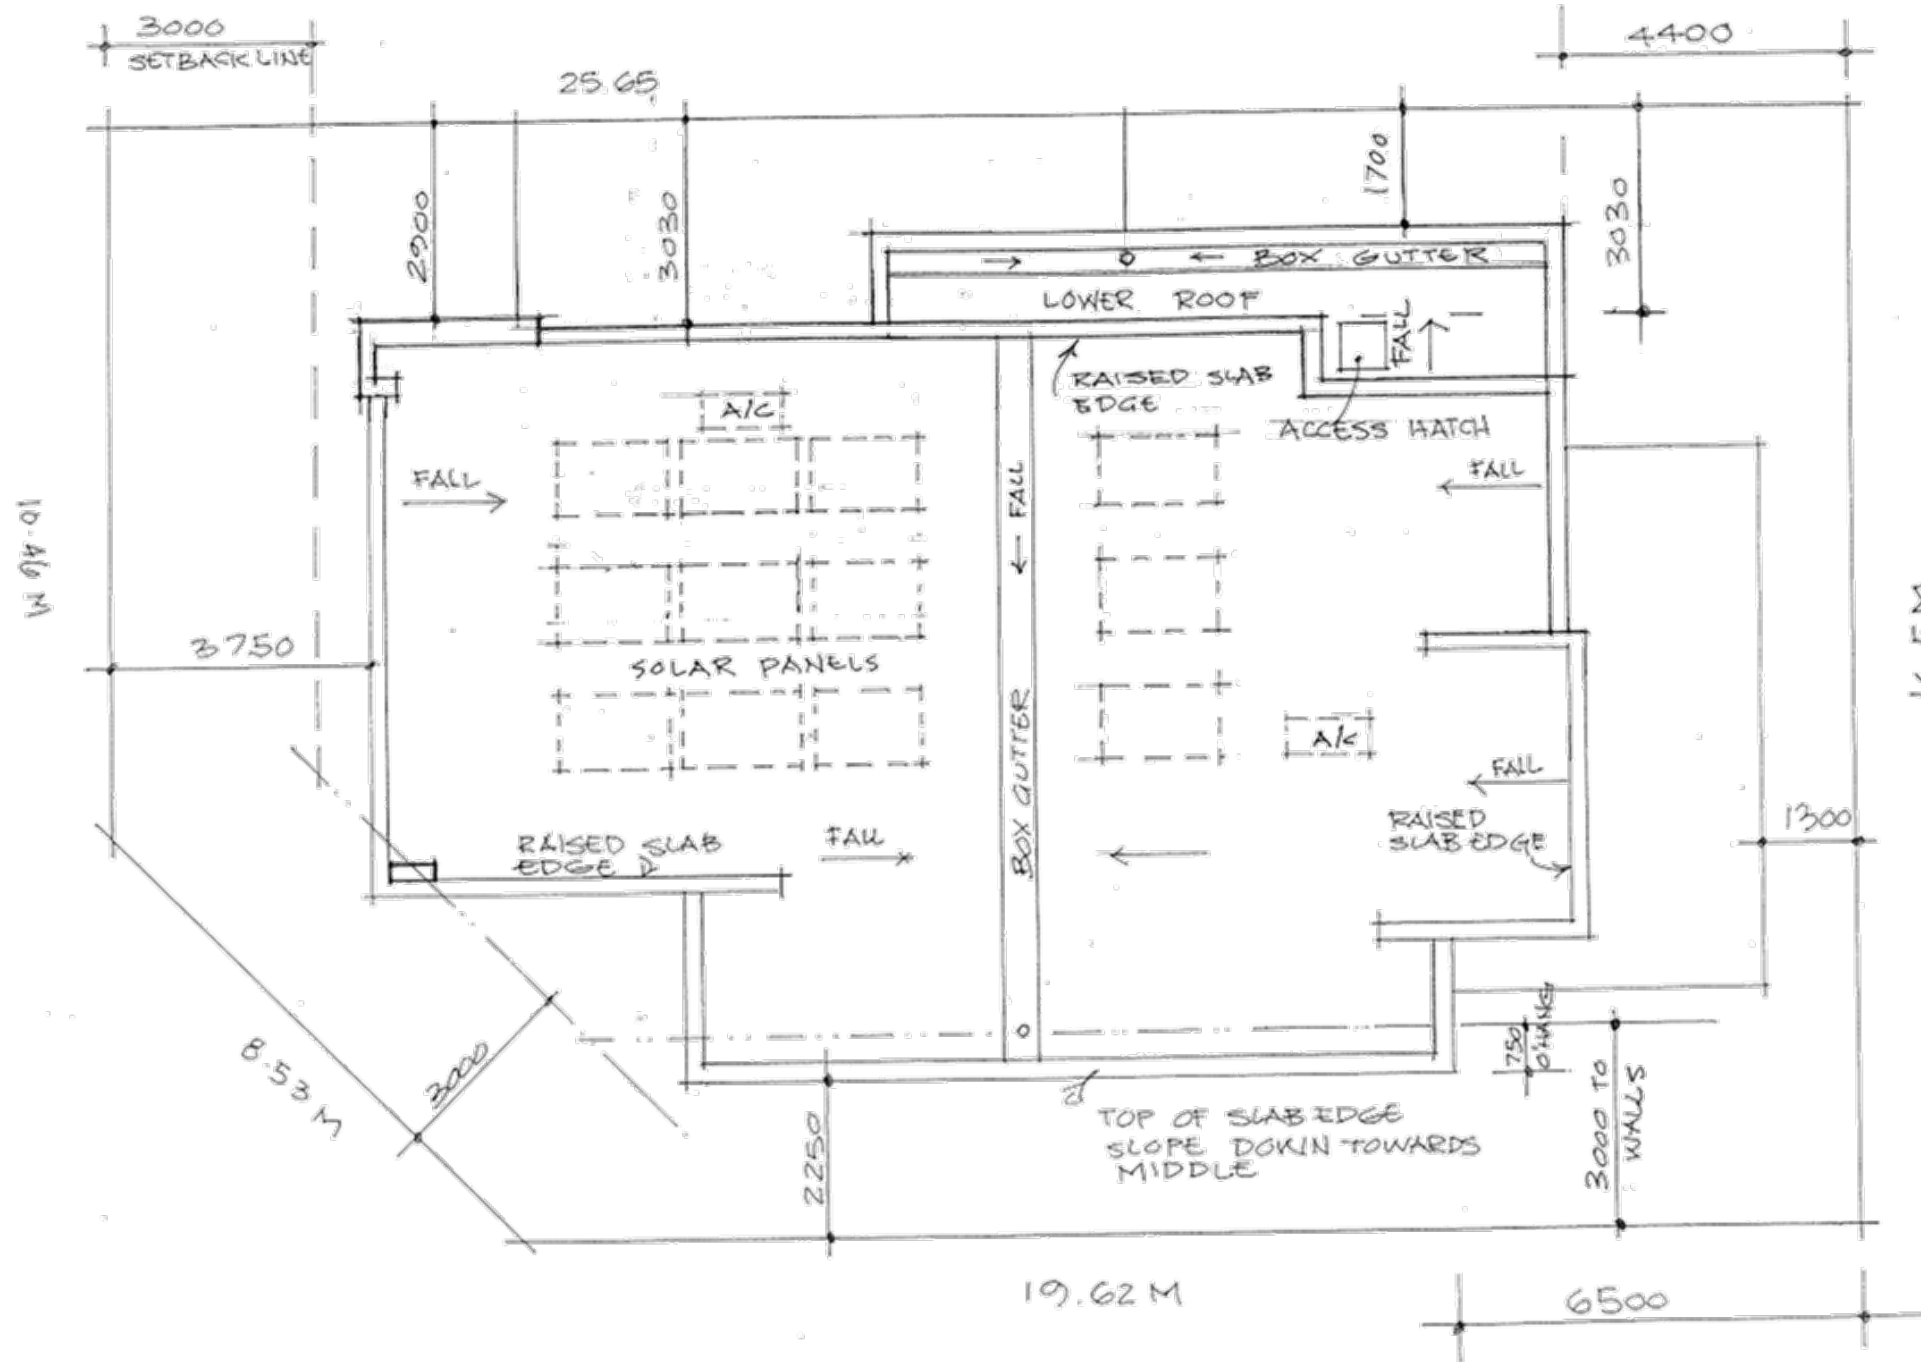 3000
SETBACK LINE
4400
25.65
2900
3030
1700
3030
BOX GUTTER
LOWER ROOF
FALL
RAISED SLAB
EDGE
A/C
ACCESS HATCH
FALL
FALL
FALL
10.46 M
3750
SOLAR PANELS
BOX GUTTER
A/C
FALL
RAISED
SLAB EDGE
1300
RAISED SLAB
EDGE
FALL
8.53 M
3000
750
O'HANG
3000 TO
WALLS
2250
TOP OF SLAB EDGE
SLOPE DOWN TOWARDS
MIDDLE
19.62 M
6500